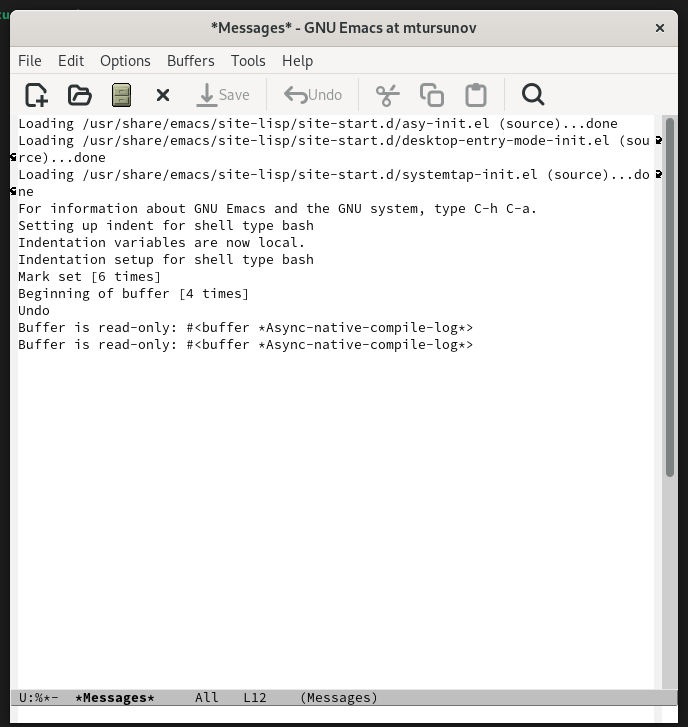 *Messages* - GNU Emacs at mtursunov
File Edit Options Buffers Tools Help
Save Undo
Loading /usr/share/emacs/site-lisp/site-start.d/asy-init.el (source)...done
Loading /usr/share/emacs/site-lisp/site-start.d/desktop-entry-mode-init.el (sou
rce)...done
Loading /usr/share/emacs/site-lisp/site-start.d/systemtap-init.el (source)...do
ne
For information about GNU Emacs and the GNU system, type C-h C-a.
Setting up indent for shell type bash
Indentation variables are now local.
Indentation setup for shell type bash
Mark set [6 times]
Beginning of buffer [4 times]
Undo
Buffer is read-only: #<buffer *Async-native-compile-log*>
Buffer is read-only: #<buffer *Async-native-compile-log*>
U:%*- *Messages* All L12 (Messages)